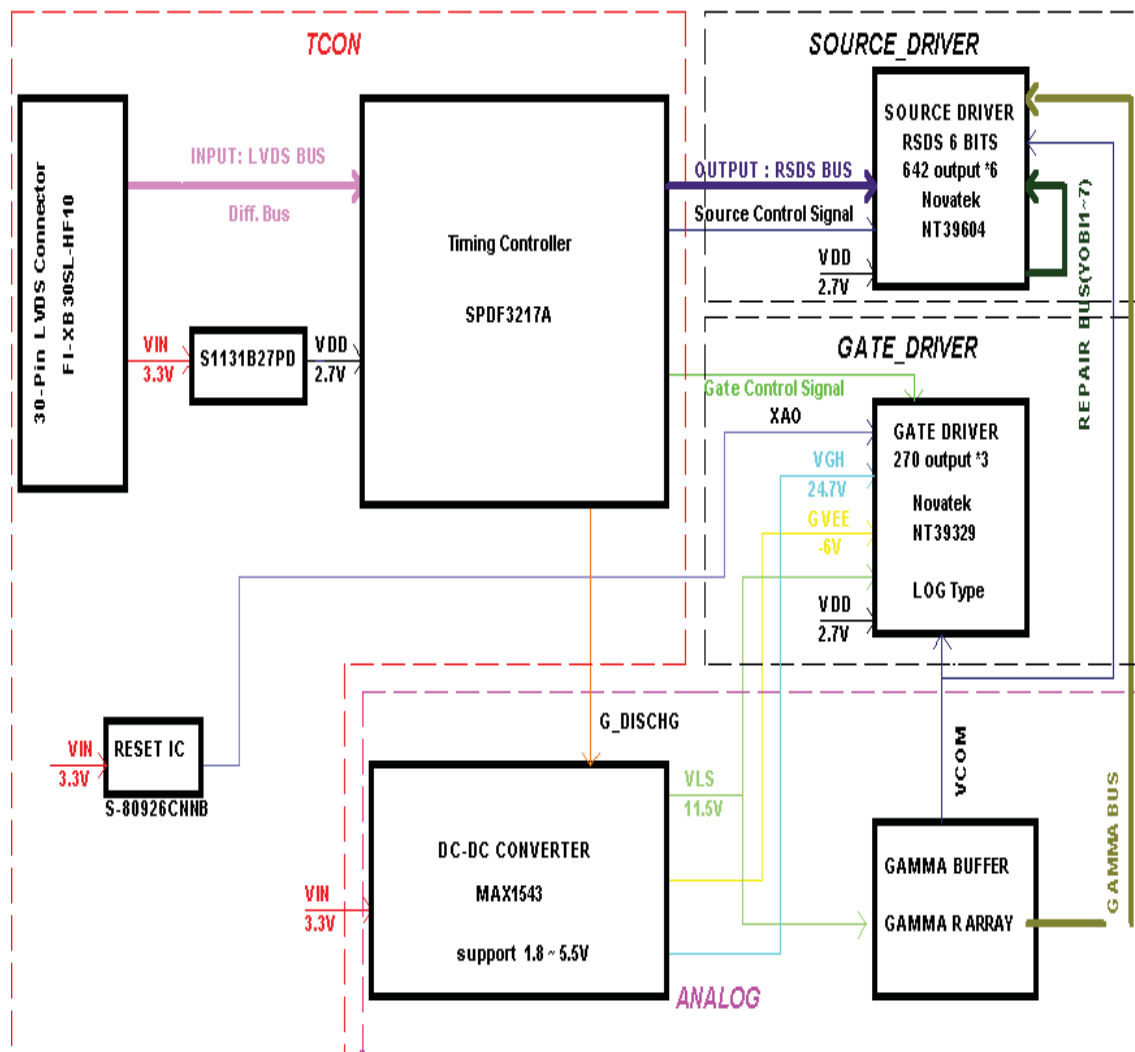 TCON
SOURCE_DRIVER
30-Pin LVDS Connector
FI-XB30SL-HF10
INPUT: LVDS BUS
Diff. Bus
Timing Controller
SPDF3217A
OUTPUT : RSDS BUS
Source Control Signal
VDD
2.7V
SOURCE DRIVER
RSDS 6 BITS
642 output *6
Novatek
NT39604
REPAIR BUS(YOBI1~7)
VIN
3.3V
S1131B27PD
VDD
2.7V
GATE_DRIVER
Gate Control Signal
XAO
VGH
24.7V
GVEE
-6V
VDD
2.7V
GATE DRIVER
270 output *3
Novatek
NT39329
LOG Type
VIN
3.3V
RESET IC
S-80926CNNB
G_DISCHG
VLS
11.5V
VCOM
GAMMA BUS
VIN
3.3V
DC-DC CONVERTER
MAX1543
support 1.8 ~ 5.5V
GAMMA BUFFER
GAMMA R ARRAY
ANALOG